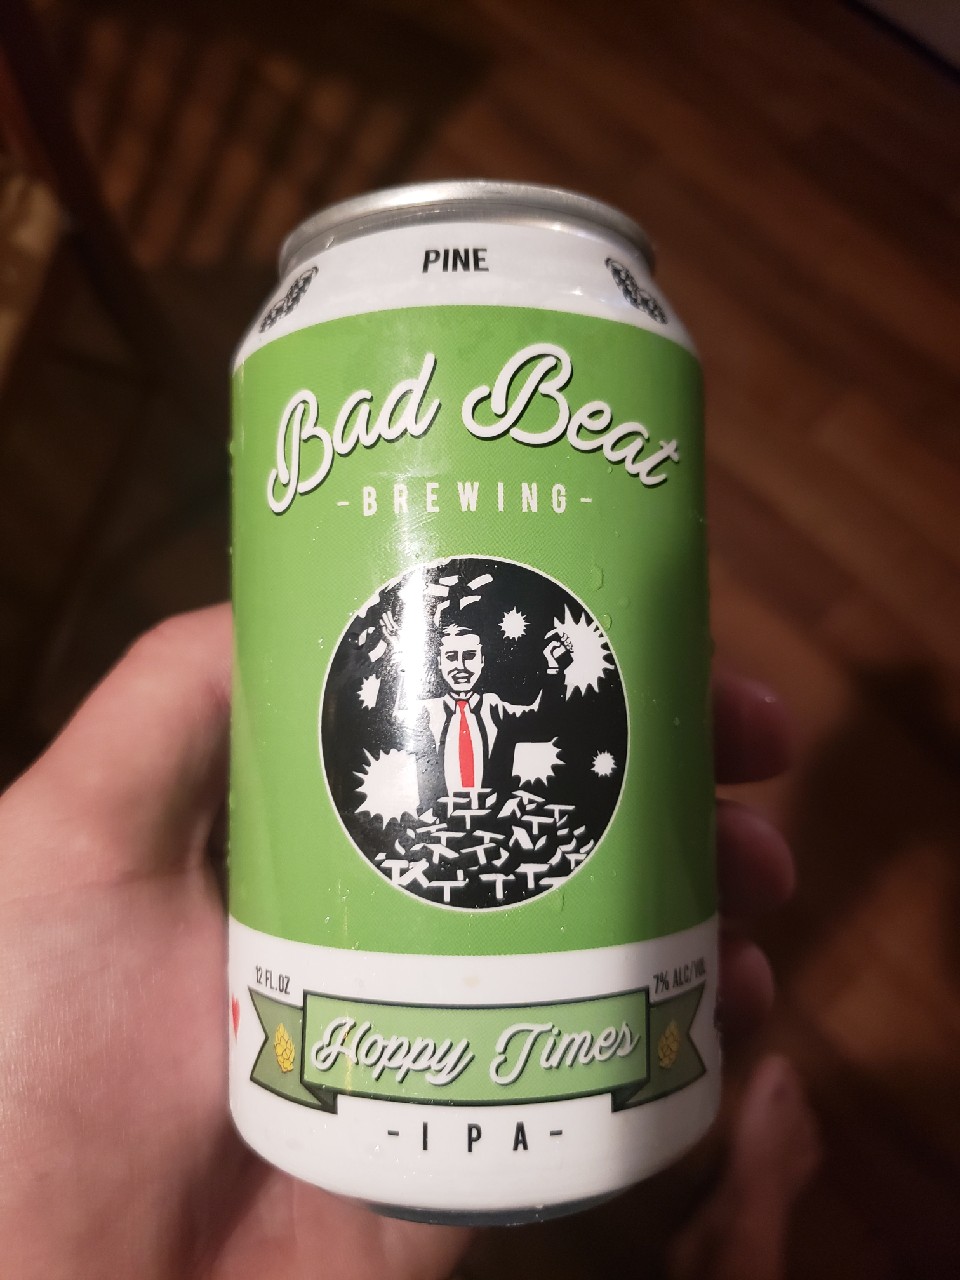 PINE
Bad Beat
-BREWING-
12 FL.OZ
7% ALC/VOL
Hoppy Times
-IPA-